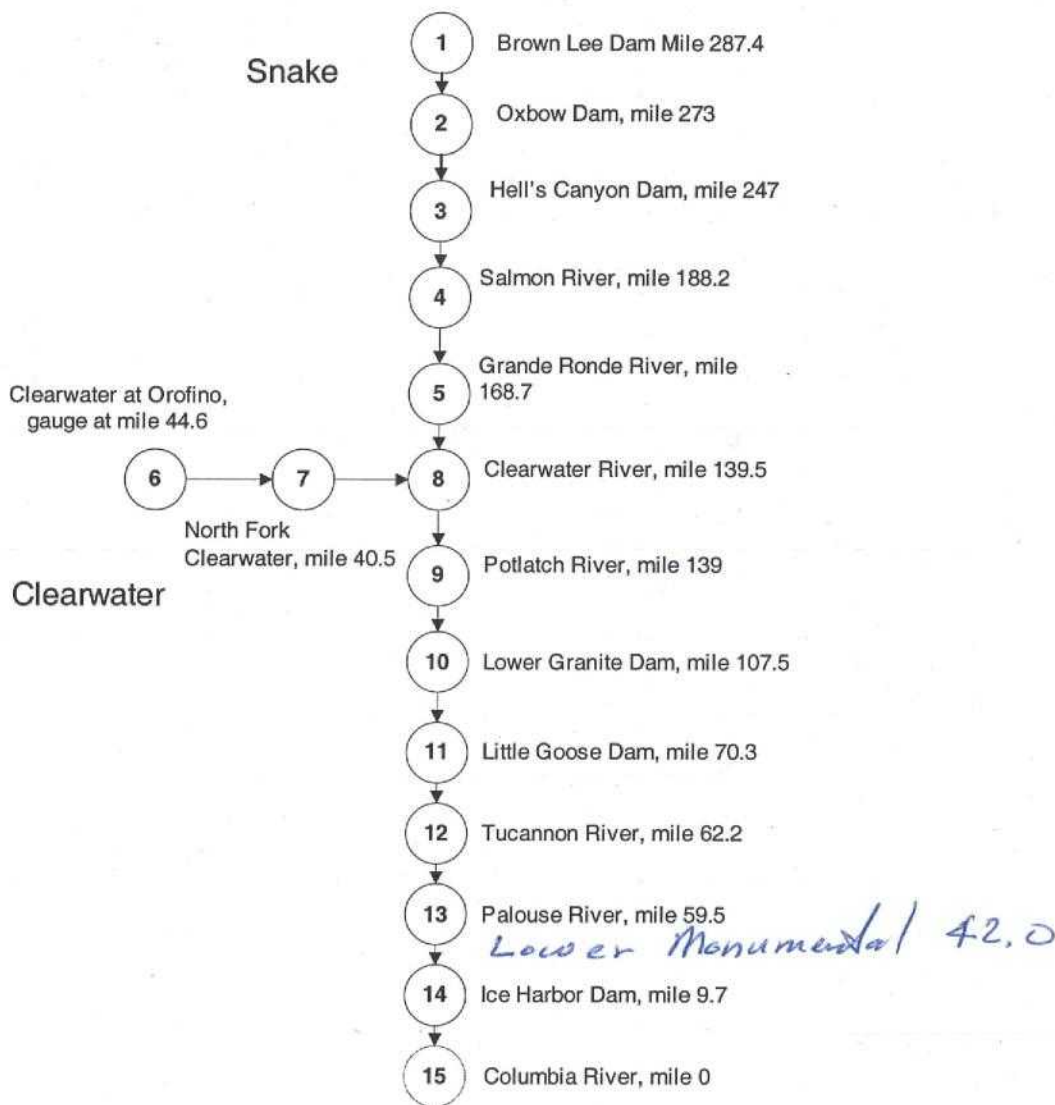 1
Brown Lee Dam Mile 287.4
Snake
2
Oxbow Dam, mile 273
3
Hell's Canyon Dam, mile 247
4
Salmon River, mile 188.2
5
Grande Ronde River, mile
168.7
Clearwater at Orofino,
gauge at mile 44.6
6
7
8
Clearwater River, mile 139.5
North Fork
Clearwater, mile 40.5
Clearwater
9
Potlatch River, mile 139
10
Lower Granite Dam, mile 107.5
11
Little Goose Dam, mile 70.3
12
Tucannon River, mile 62.2
13
Palouse River, mile 59.5
Lower Monumental 42.0
14
Ice Harbor Dam, mile 9.7
15
Columbia River, mile 0